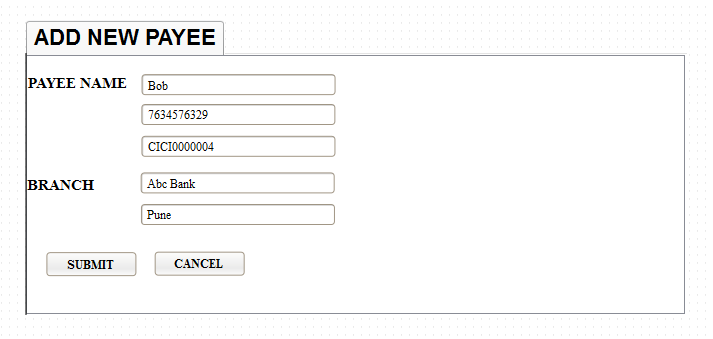 ADD NEW PAYEE
PAYEE NAME Bob
7634576329
CICI0000004
BRANCH Abc Bank
Pune
SUBMIT CANCEL